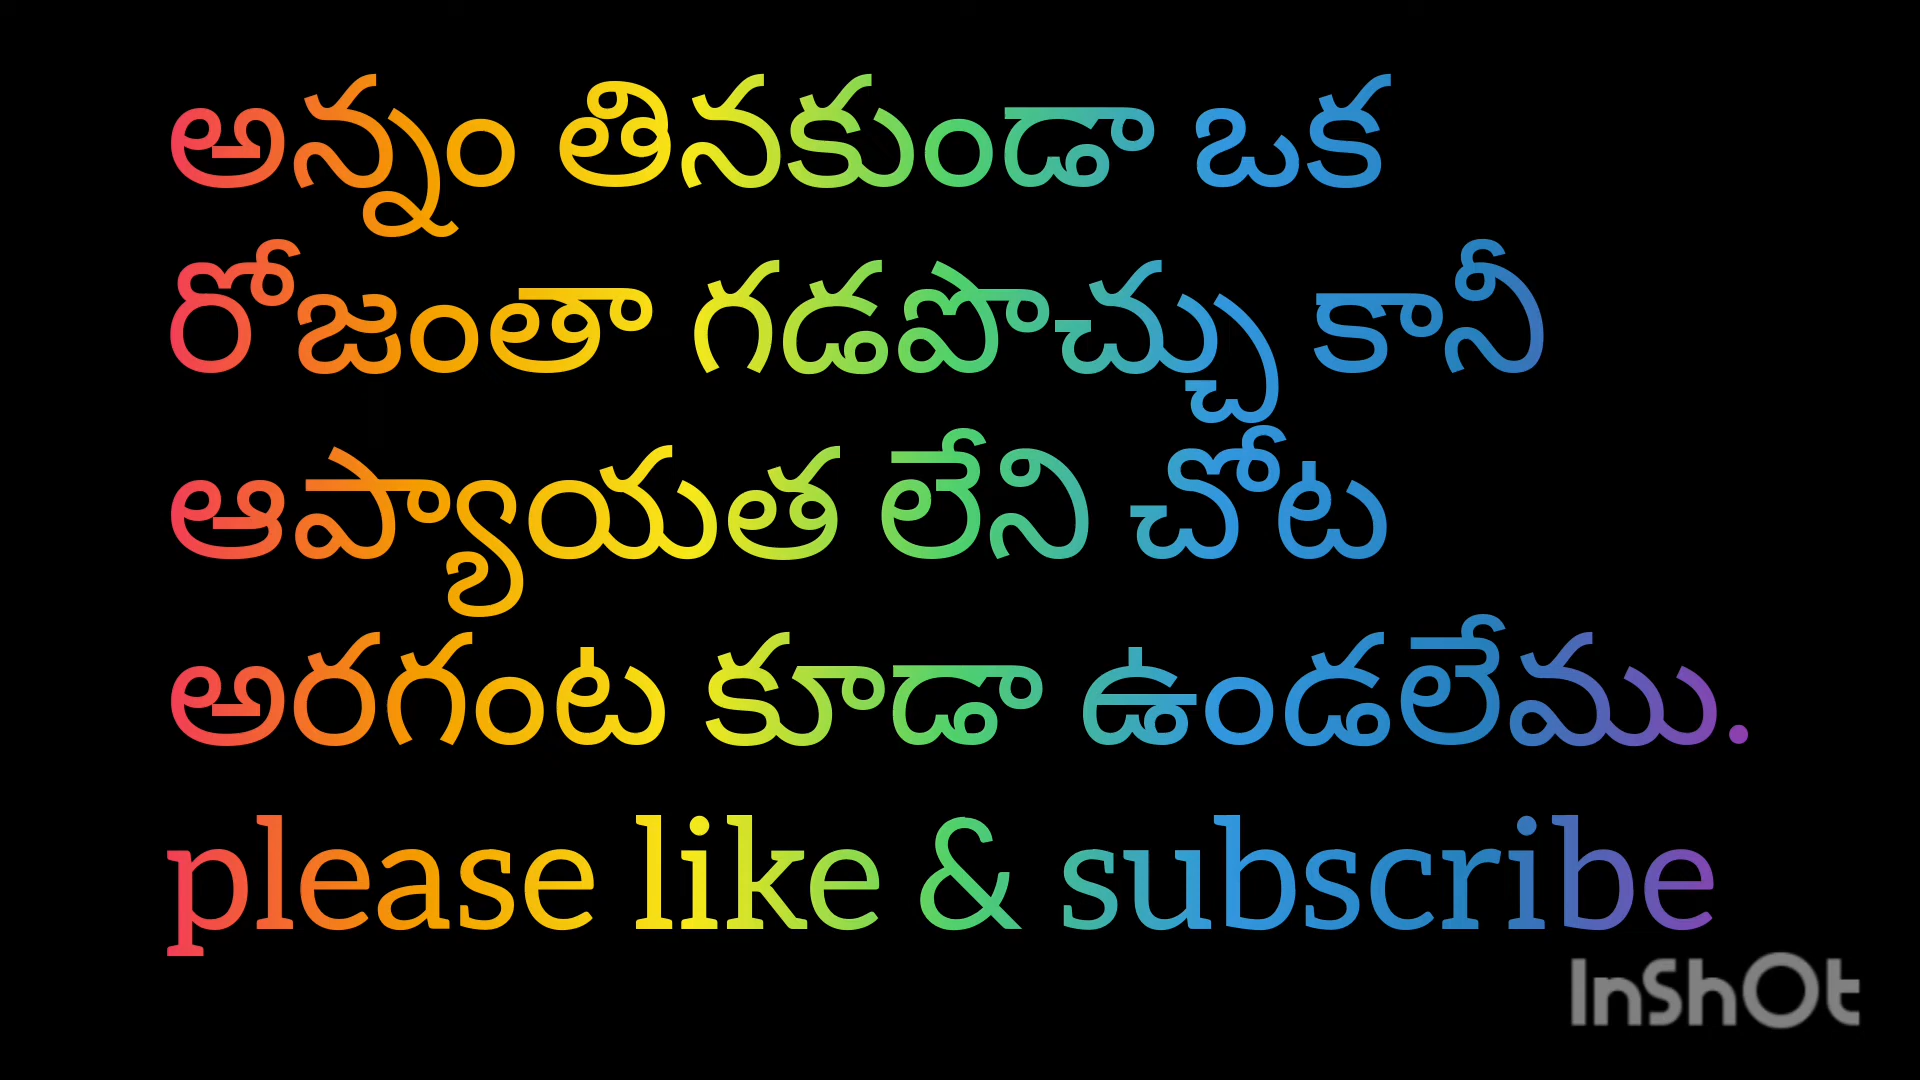 అన్నం తినకుండా ఒక
రోజంతా గడపొచ్చు కానీ
ఆప్యాయత లేని చోట
అరగంట కూడా ఉండలేము.
please like & subscribe
InShOt